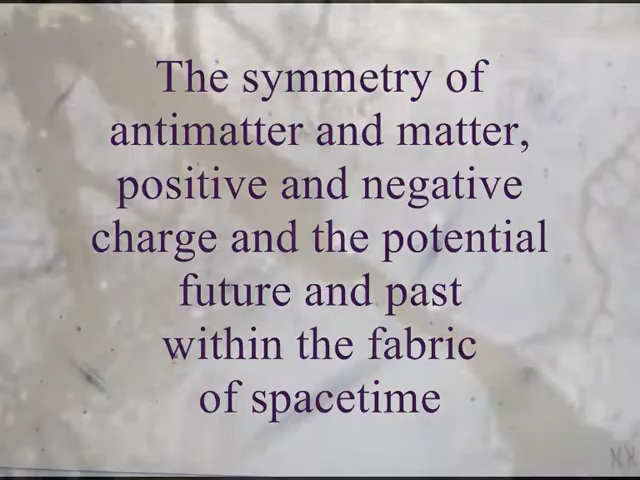 The symmetry of
antimatter and matter,
positive and negative
charge and the potential
future and past
within the fabric
of spacetime
N.H